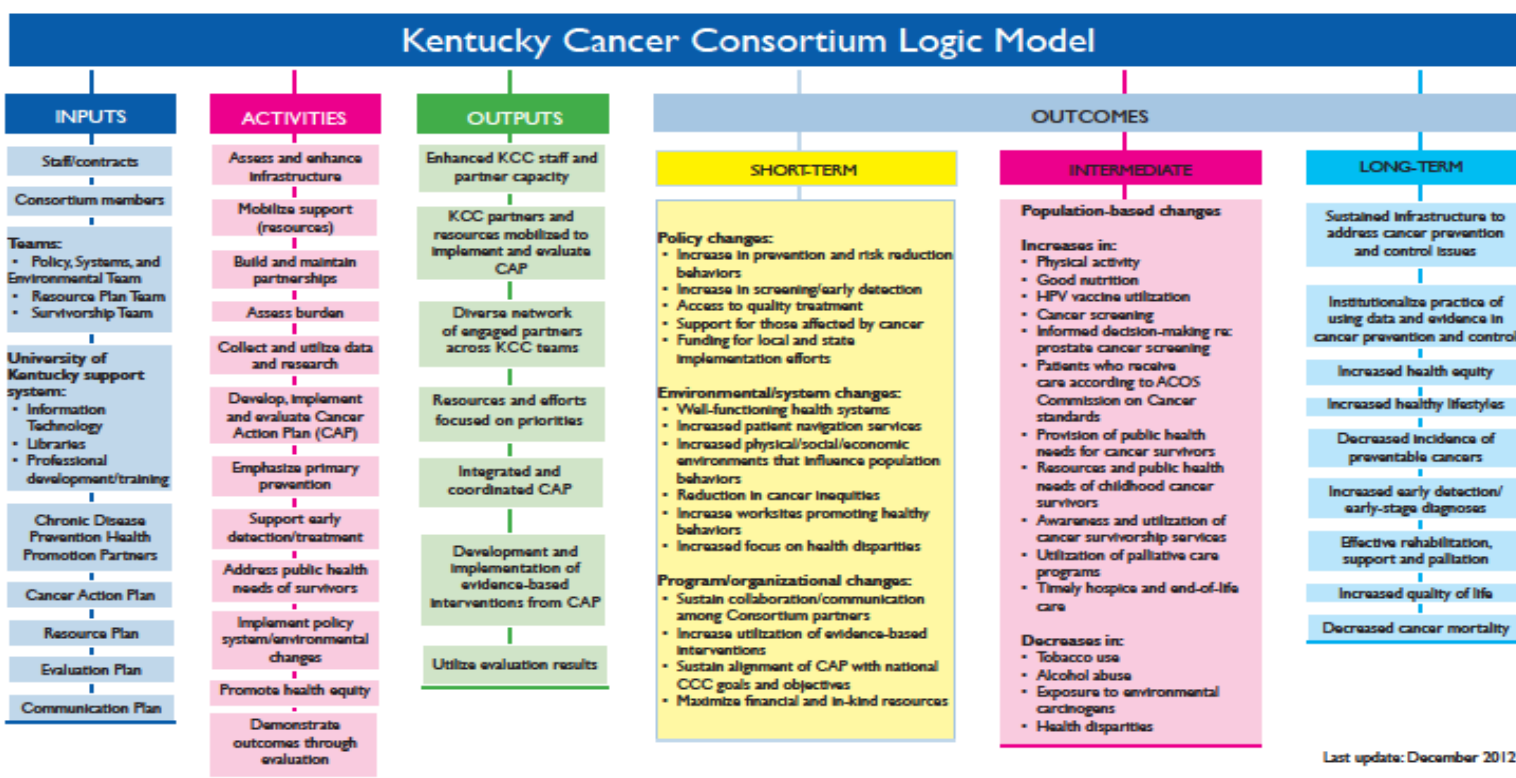 Kentucky Cancer Consortium Logic Model
INPUTS
Staff/contracts
Consortium members
Teams:
• Policy, Systems, and
Environmental Team
• Resource Plan Team
• Survivorship Team
University of
Kentucky support
system:
• Information
Technology
• Libraries
• Professional
development/training
Chronic Disease
Prevention Health
Promotion Partners
Cancer Action Plan
Resource Plan
Evaluation Plan
Communication Plan
ACTIVITIES
Assess and enhance
infrastructure
Mobilize support
(resources)
Build and maintain
partnerships
Assess burden
Collect and utilize data
and research
Develop, implement
and evaluate Cancer
Action Plan (CAP)
Emphasize primary
prevention
Support early
detection/treatment
Address public health
needs of survivors
Implement policy
system/environmental
changes
Promote health equity
Demonstrate
outcomes through
evaluation
OUTPUTS
Enhanced KCC staff and
partner capacity
KCC partners and
resources mobilized to
implement and evaluate
CAP
Diverse network
of engaged partners
across KCC teams
Resources and efforts
focused on priorities
Integrated and
coordinated CAP
Development and
implementation of
evidence-based
interventions from CAP
Utilize evaluation results
OUTCOMES
SHORT-TERM
Policy changes:
• Increase in prevention and risk reduction
behaviors
• Increase in screening/early detection
• Access to quality treatment
• Support for those affected by cancer
• Funding for local and state
implementation efforts
Environmental/system changes:
• Well-functioning health systems
• Increased patient navigation services
• Increased physical/social/economic
environments that influence population
behaviors
• Reduction in cancer inequities
• Increase worksites promoting healthy
behaviors
• Increased focus on health disparities
Program/organizational changes:
• Sustain collaboration/communication
among Consortium partners
• Increase utilization of evidence-based
interventions
• Sustain alignment of CAP with national
CCC goals and objectives
• Maximize financial and in-kind resources
INTERMEDIATE
Population-based changes
Increases in:
• Physical activity
• Good nutrition
• HPV vaccine utilization
• Cancer screening
• Informed decision-making re:
prostate cancer screening
• Patients who receive
care according to ACOS
Commission on Cancer
standards
• Provision of public health
needs for cancer survivors
• Resources and public health
needs of childhood cancer
survivors
• Awareness and utilization of
cancer survivorship services
• Utilization of palliative care
programs
• Timely hospice and end-of-life
care
Decreases in:
• Tobacco use
• Alcohol abuse
• Exposure to environmental
carcinogens
• Health disparities
LONG-TERM
Sustained infrastructure to
address cancer prevention
and control issues
Institutionalize practice of
using data and evidence in
cancer prevention and control
Increased health equity
Increased healthy lifestyles
Decreased incidence of
preventable cancers
Increased early detection/
early-stage diagnoses
Effective rehabilitation,
support and palliation
Increased quality of life
Decreased cancer mortality
Last update: December 2012